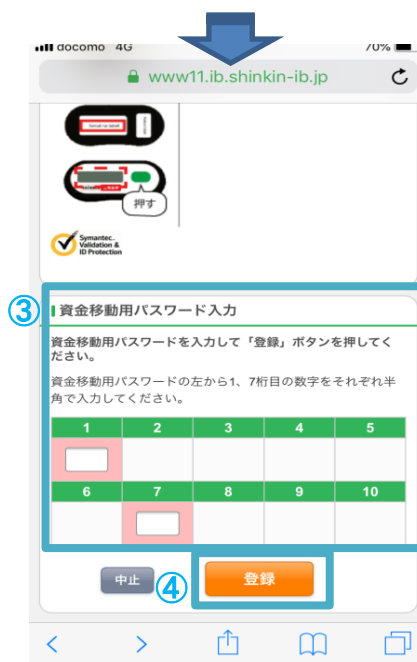 docomo 4G 70%
www11.ib.shinkin-ib.jp
押す
Symantec.
Validation &
ID Protection
③
資金移動用パスワード入力
資金移動用パスワードを入力して「登録」ボタンを押してく
ださい。
資金移動用パスワードの左から1、7桁目の数字をそれぞれ半
角で入力してください。
1 2 3 4 5
6 7 8 9 10
中止 ④ 登録